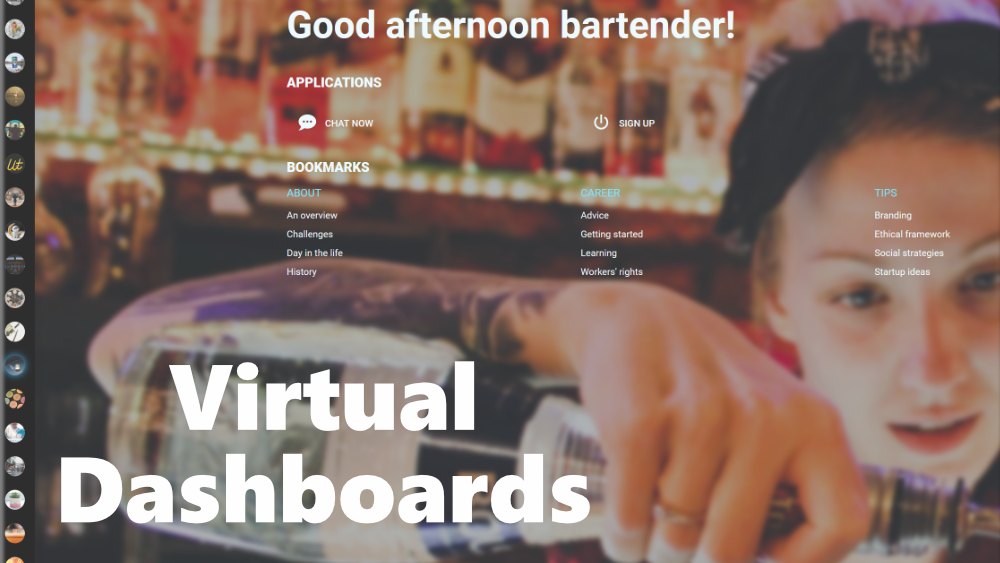 Good afternoon bartender!
APPLICATIONS
CHAT NOW
SIGN UP
BOOKMARKS
ABOUT
An overview
Challenges
Day in the life
History
CAREER
Advice
Getting started
Learning
Workers' rights
TIPS
Branding
Ethical framework
Social strategies
Startup ideas
lit
Virtual
Dashboards